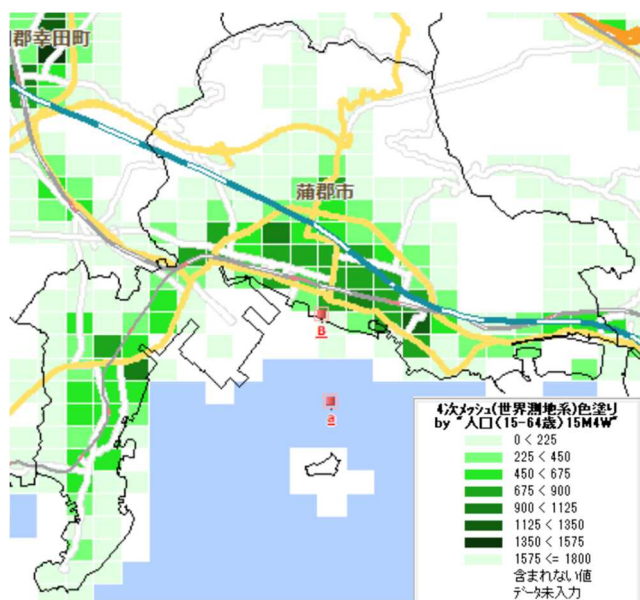 郡幸田町
蒲郡市
B
a
4次メッシュ(世界測地系)色塗り
by "人口(15-64歳)15M4W"
0 < 225
225 < 450
450 < 675
675 < 900
900 < 1125
1125 < 1350
1350 < 1575
1575 <= 1800
含まれない値
データ未入力